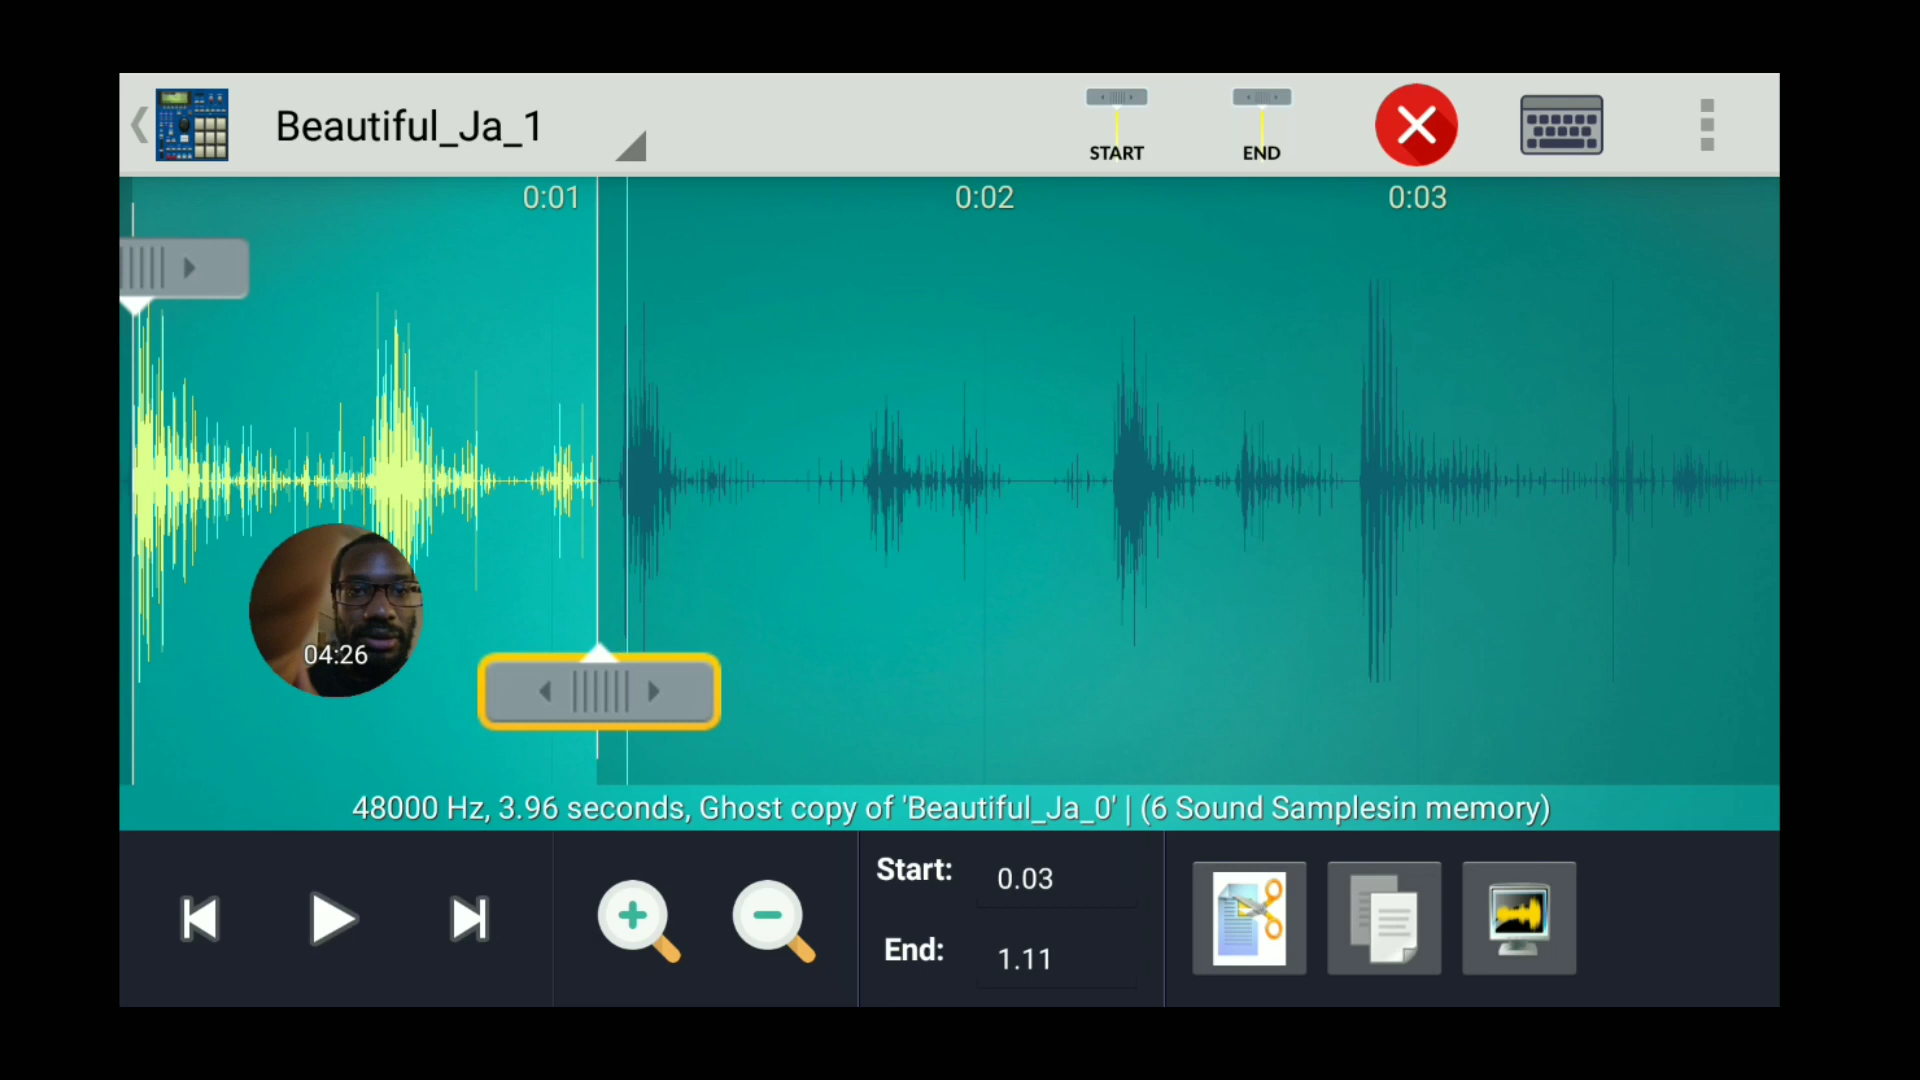 Beautiful_Ja_1
START
END
0:01
0:02
0:03
04:26
48000 Hz, 3.96 seconds, Ghost copy of 'Beautiful_Ja_0' | (6 Sound Samplesin memory)
Start:
0.03
End:
1.11